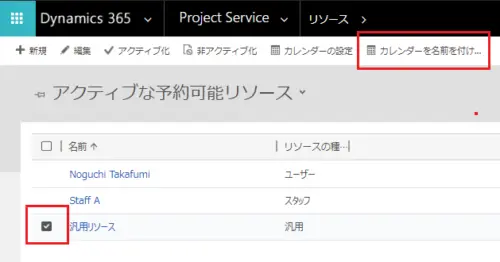 Dynamics 365 Project Service リソース >
新規 編集 アクティブ化 非アクティブ化 カレンダーの設定 カレンダーを名前を付け...
アクティブな予約可能リソース
名前 ↑ リソースの種...
Noguchi Takafumi ユーザー
Staff A スタッフ
汎用リソース 汎用